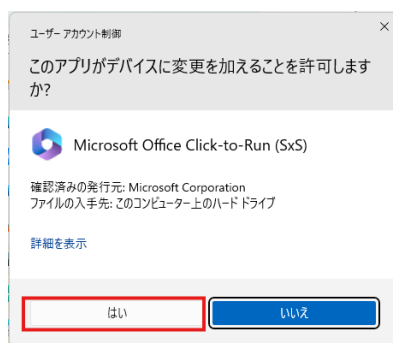 ユーザー アカウント制御
このアプリがデバイスに変更を加えることを許可します
か?
Microsoft Office Click-to-Run (SxS)
確認済みの発行元: Microsoft Corporation
ファイルの入手先: このコンピューター上のハード ドライブ
詳細を表示
はい
いいえ